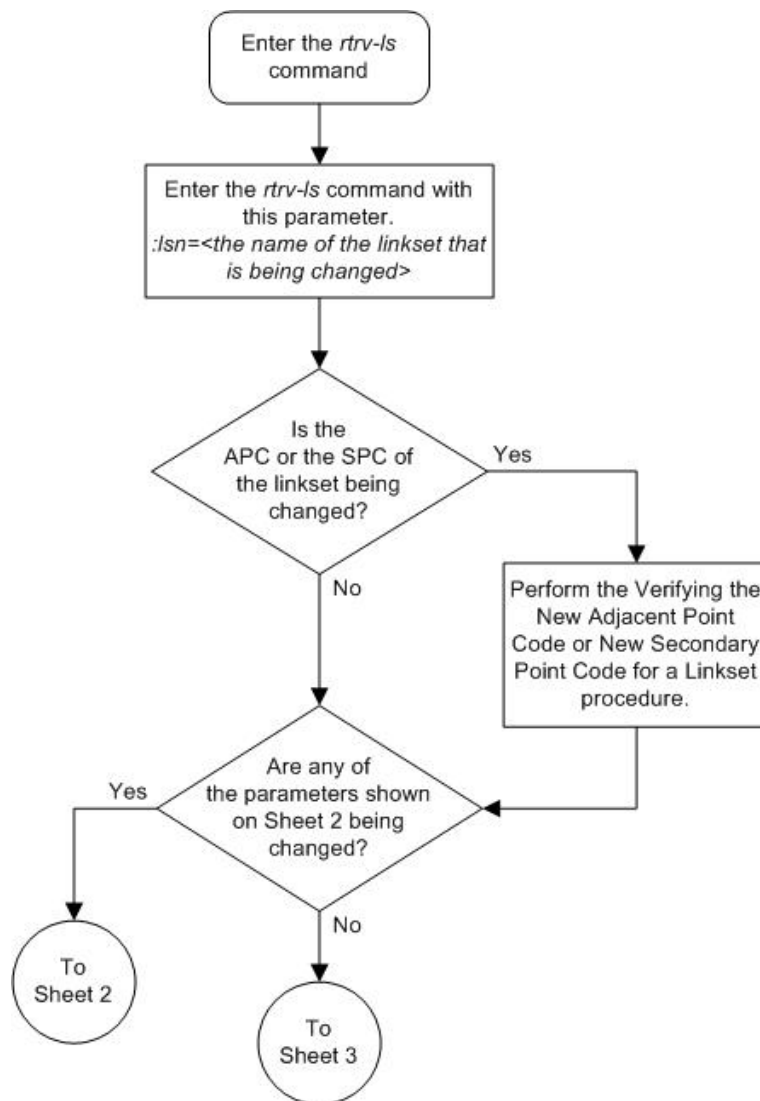 Enter the rtrv-ls
command
Enter the rtrv-ls command with
this parameter.
:lsn=<the name of the linkset that
is being changed>
Is the
APC or the SPC of
the linkset being
changed?
Yes
No
Perform the Verifying the
New Adjacent Point
Code or New Secondary
Point Code for a Linkset
procedure.
Are any of
the parameters shown
on Sheet 2 being
changed?
Yes
No
To
Sheet 2
To
Sheet 3